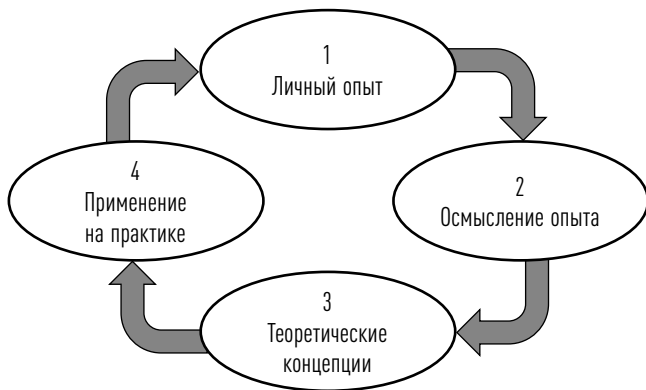 1
Личный опыт
2
Осмысление опыта
3
Теоретические
концепции
4
Применение
на практике